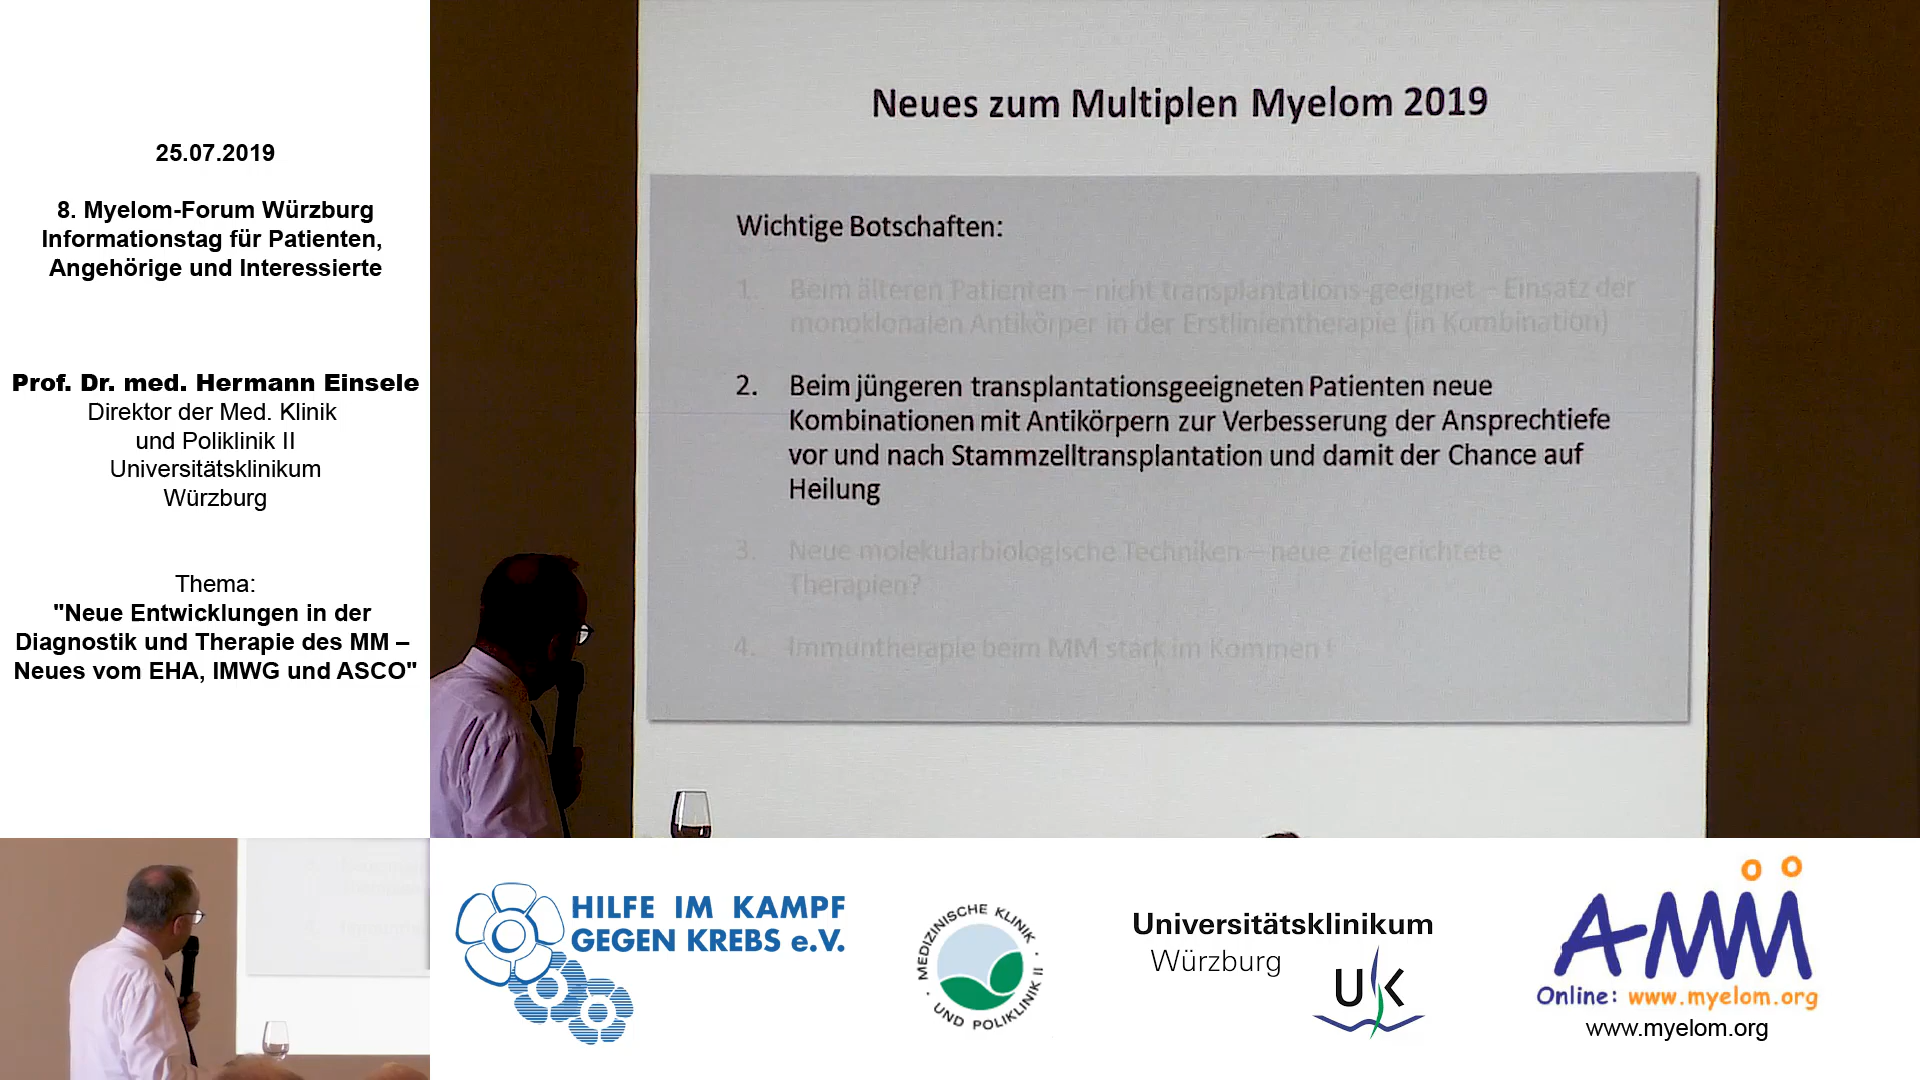 25.07.2019
8. Myelom-Forum Würzburg
Informationstag für Patienten,
Angehörige und Interessierte
Prof. Dr. med. Hermann Einsele
Direktor der Med. Klinik
und Poliklinik II
Universitätsklinikum
Würzburg
Thema:
"Neue Entwicklungen in der
Diagnostik und Therapie des MM –
Neues vom EHA, IMWG und ASCO"
Neues zum Multiplen Myelom 2019
Wichtige Botschaften:
1. Beim älteren Patienten – nicht transplantations-geeignet – Einsatz der
monoklonalen Antikörper in der Erstlinientherapie (in Kombination)
2. Beim jüngeren transplantationsgeeigneten Patienten neue
Kombinationen mit Antikörpern zur Verbesserung der Ansprechtiefe
vor und nach Stammzelltransplantation und damit der Chance auf
Heilung
3. Neue molekularbiologische Techniken – neue zielgerichtete
Therapien?
4. Immuntherapie beim MM stark im Kommen !
HILFE IM KAMPF
GEGEN KREBS e.V.
MEDIZINISCHE KLINIK
· UND POLIKLINIK II ·
Universitätsklinikum
Würzburg
UK
AMM
Online: www.myelom.org
www.myelom.org